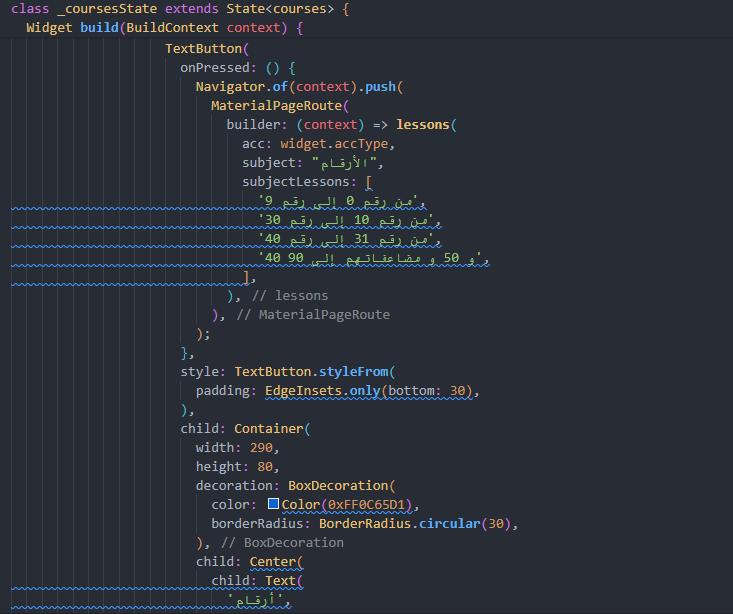 class _coursesState extends State<courses> {
Widget build(BuildContext context) {
TextButton(
onPressed: () {
Navigator.of(context).push(
MaterialPageRoute(
builder: (context) => lessons(
acc: widget.accType,
subject: "الأرقام",
subjectLessons: [
'من رقم 0 إلى رقم 9',
'من رقم 10 إلى رقم 30',
'من رقم 31 إلى رقم 40',
'40 و 50 و مضاعفاتهم إلى 90',
],
), // lessons
), // MaterialPageRoute
);
},
style: TextButton.styleFrom(
padding: EdgeInsets.only(bottom: 30),
),
child: Container(
width: 290,
height: 80,
decoration: BoxDecoration(
color: Color(0xFF0C65D1),
borderRadius: BorderRadius.circular(30),
), // BoxDecoration
child: Center(
child: Text(
'أرقام',